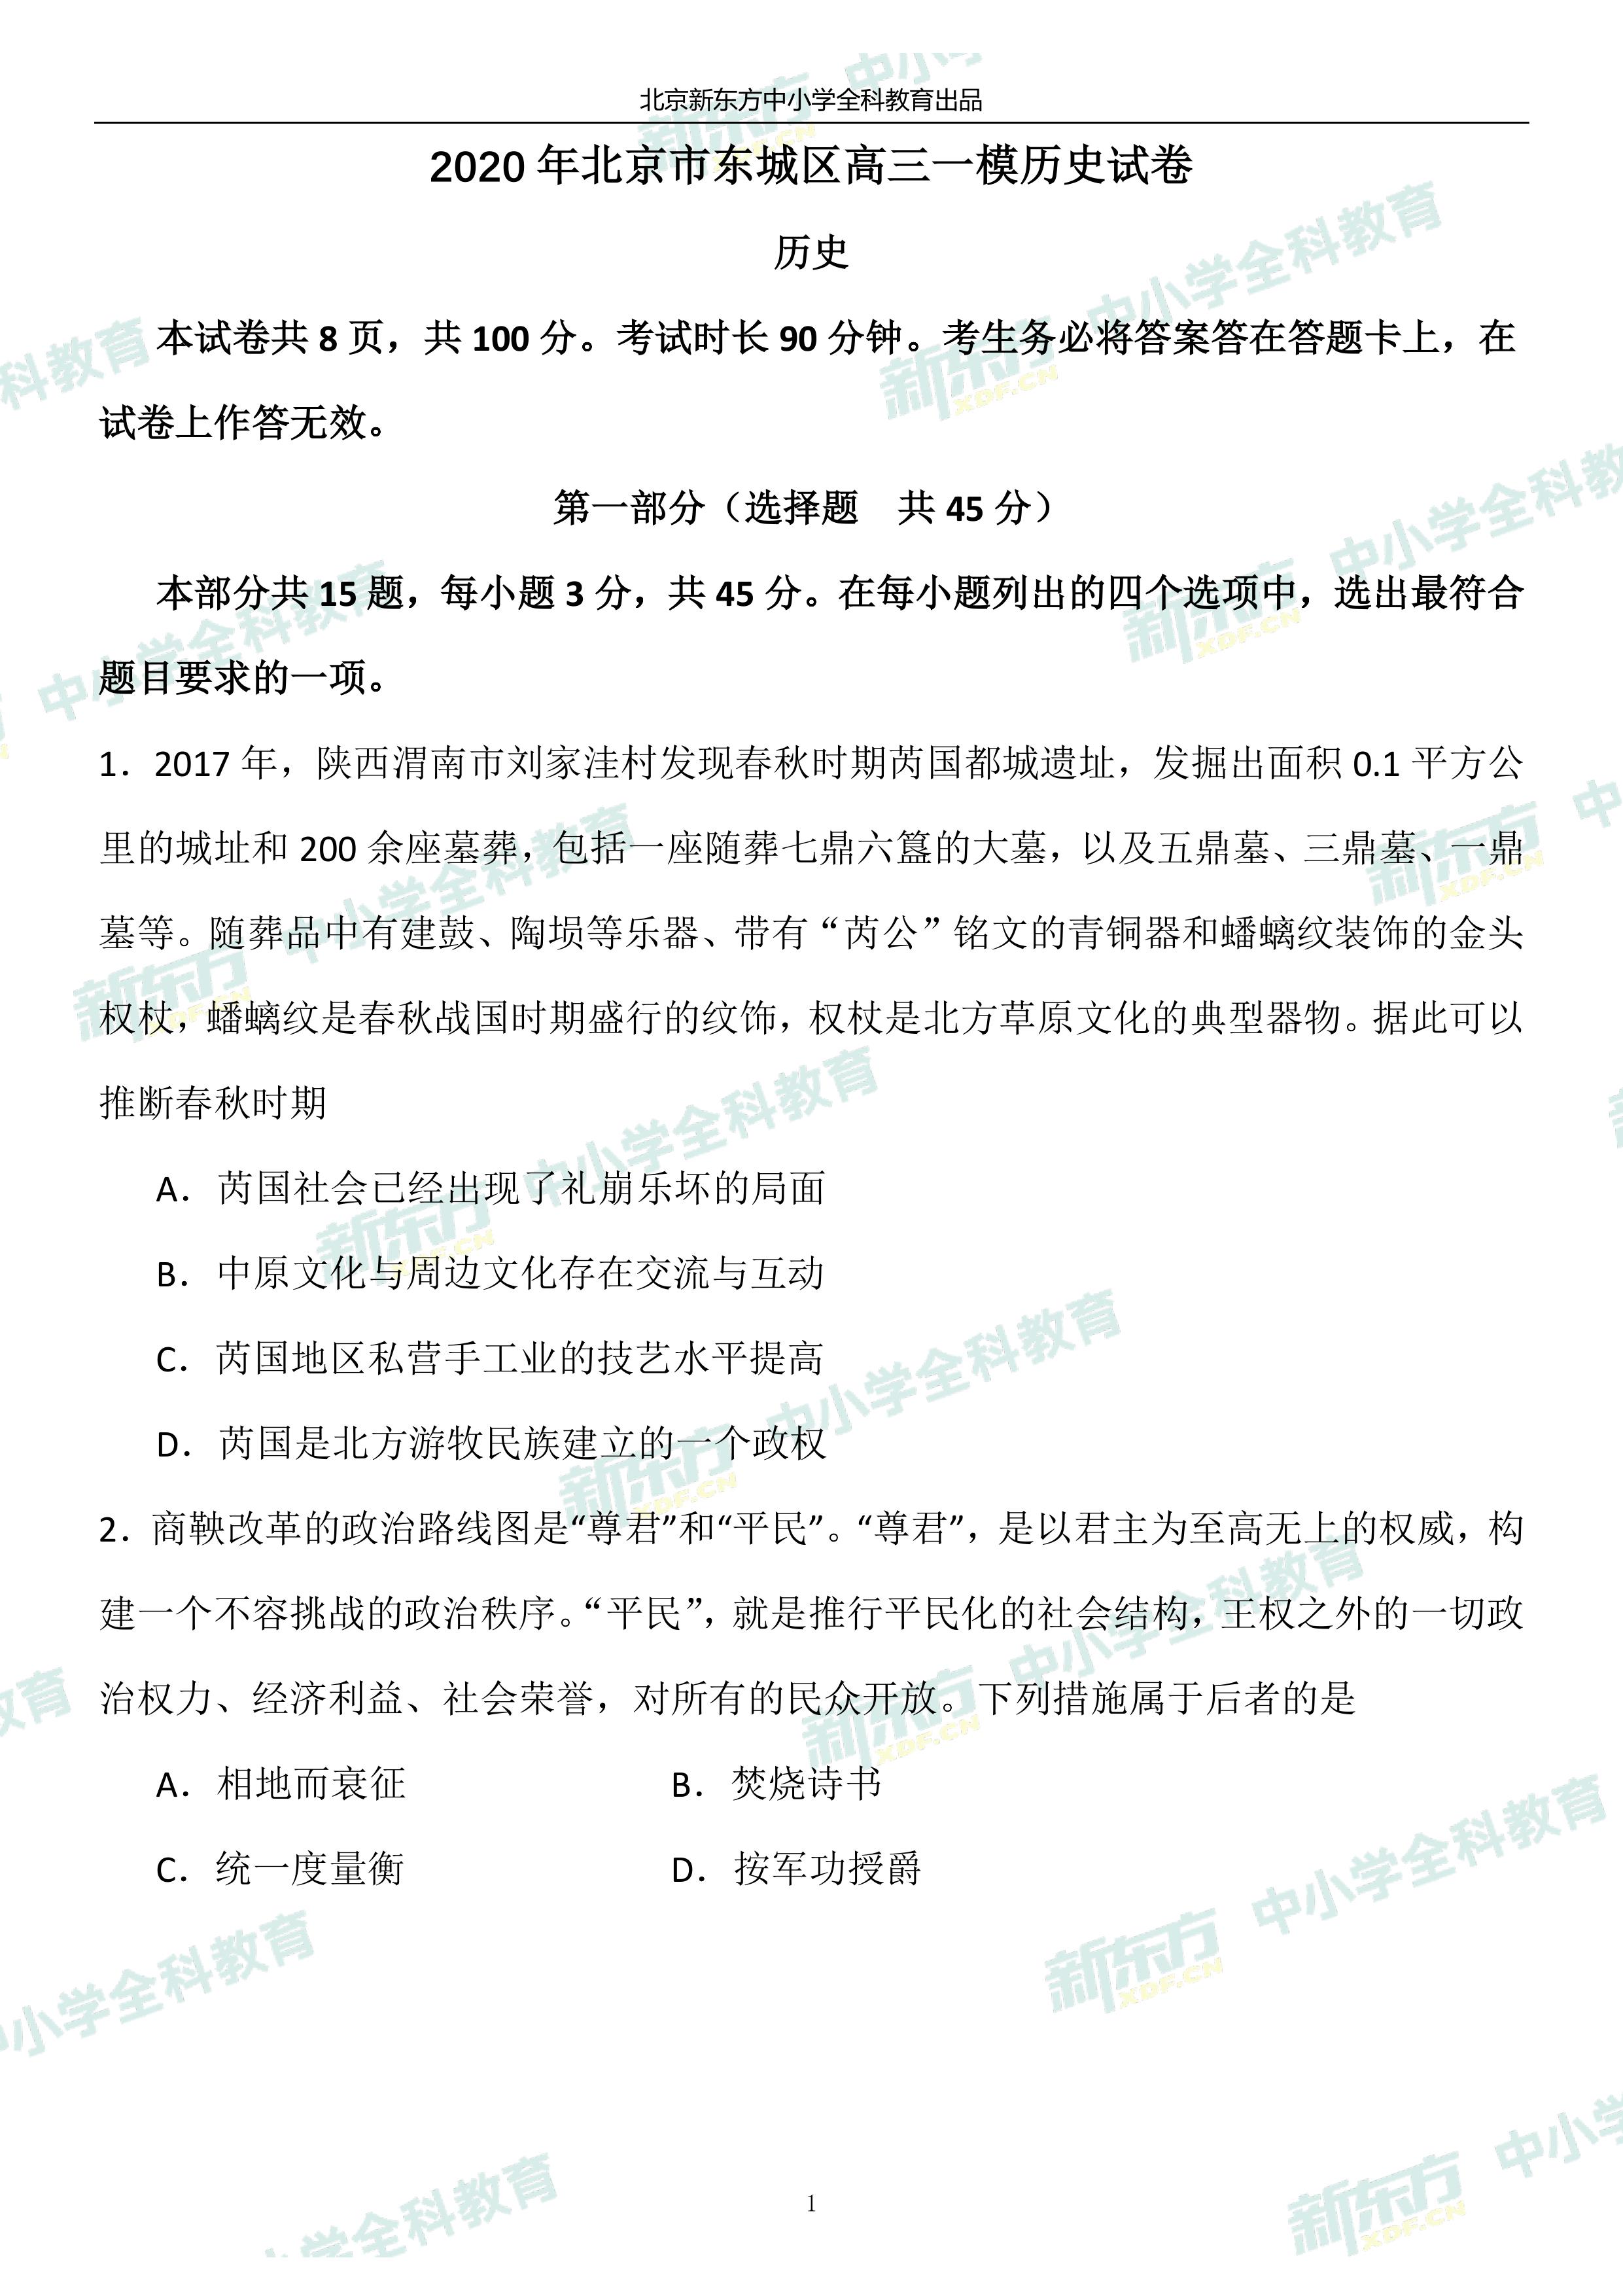 北京新东方中小学全科教育出品
2020 年北京市东城区高三一模历史试卷
历史
本试卷共 8 页，共 100 分。考试时长 90 分钟。考生务必将答案答在答题卡上，在
试卷上作答无效。
第一部分（选择题　共 45 分）
本部分共 15 题，每小题 3 分，共 45 分。在每小题列出的四个选项中，选出最符合
题目要求的一项。
1．2017 年，陕西渭南市刘家洼村发现春秋时期芮国都城遗址，发掘出面积 0.1 平方公
里的城址和 200 余座墓葬，包括一座随葬七鼎六簋的大墓，以及五鼎墓、三鼎墓、一鼎
墓等。随葬品中有建鼓、陶埙等乐器、带有“芮公”铭文的青铜器和蟠螭纹装饰的金头
权杖，蟠螭纹是春秋战国时期盛行的纹饰，权杖是北方草原文化的典型器物。据此可以
推断春秋时期
A．芮国社会已经出现了礼崩乐坏的局面
B．中原文化与周边文化存在交流与互动
C．芮国地区私营手工业的技艺水平提高
D．芮国是北方游牧民族建立的一个政权
2．商鞅改革的政治路线图是“尊君”和“平民”。“尊君”，是以君主为至高无上的权威，构
建一个不容挑战的政治秩序。“平民”，就是推行平民化的社会结构，王权之外的一切政
治权力、经济利益、社会荣誉，对所有的民众开放。下列措施属于后者的是
A．相地而衰征　B．焚烧诗书
C．统一度量衡　D．按军功授爵
1
新东方 XDF.CN 中小学全科教育